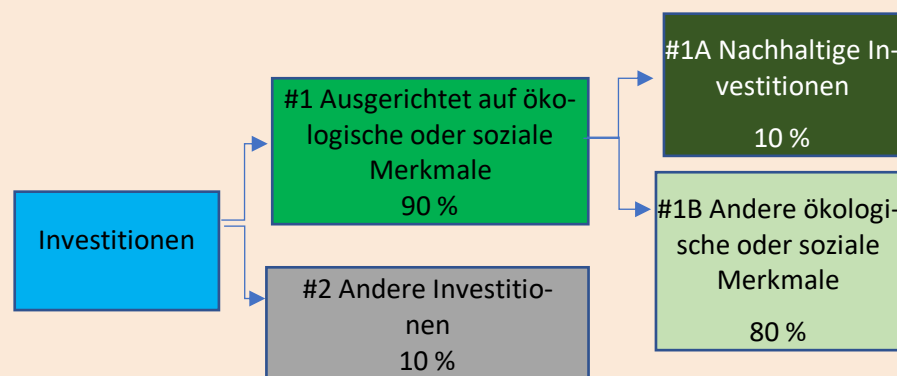 Investitionen
#1 Ausgerichtet auf öko-
logische oder soziale
Merkmale
90 %
#2 Andere Investitio-
nen
10 %
#1A Nachhaltige In-
vestitionen
10 %
#1B Andere ökologi-
sche oder soziale
Merkmale
80 %